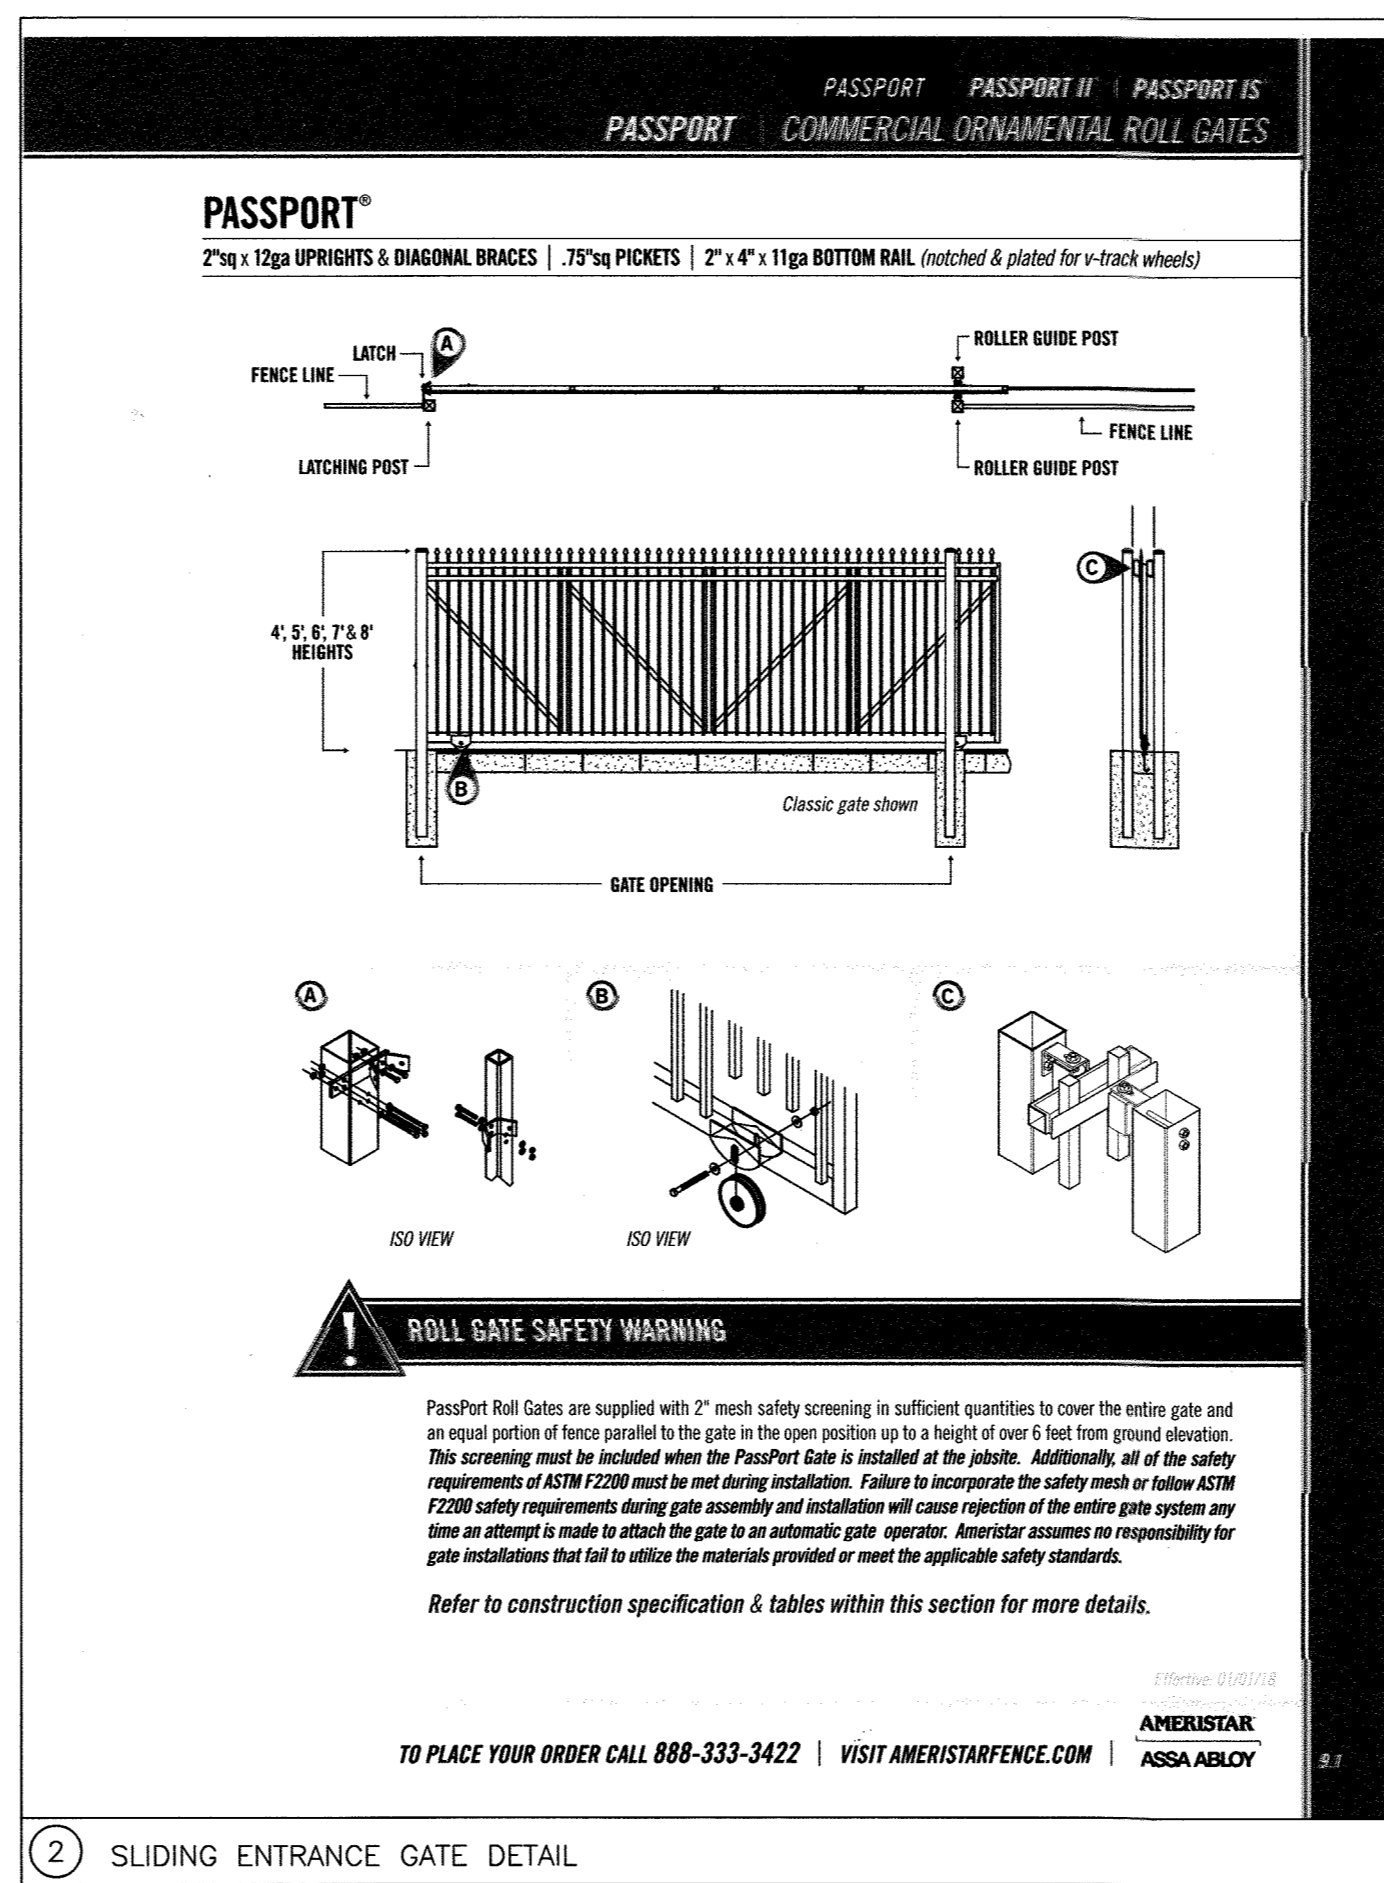 PASSPORT PASSPORT II | PASSPORT IS
PASSPORT | COMMERCIAL ORNAMENTAL ROLL GATES
PASSPORT®
2"sq x 12ga UPRIGHTS & DIAGONAL BRACES | .75"sq PICKETS | 2" x 4" x 11ga BOTTOM RAIL (notched & plated for v-track wheels)
A
LATCH
FENCE LINE
ROLLER GUIDE POST
FENCE LINE
LATCHING POST
ROLLER GUIDE POST
C
4', 5', 6', 7' & 8'
HEIGHTS
B
Classic gate shown
GATE OPENING
A
B
C
ISO VIEW
ISO VIEW
!
ROLL GATE SAFETY WARNING
PassPort Roll Gates are supplied with 2" mesh safety screening in sufficient quantities to cover the entire gate and
an equal portion of fence parallel to the gate in the open position up to a height of over 6 feet from ground elevation.
This screening must be included when the PassPort Gate is installed at the jobsite. Additionally, all of the safety
requirements of ASTM F2200 must be met during installation. Failure to incorporate the safety mesh or follow ASTM
F2200 safety requirements during gate assembly and installation will cause rejection of the entire gate system any
time an attempt is made to attach the gate to an automatic gate operator. Ameristar assumes no responsibility for
gate installations that fail to utilize the materials provided or meet the applicable safety standards.
Refer to construction specification & tables within this section for more details.
Effective: 01/01/18
TO PLACE YOUR ORDER CALL 888-333-3422 | VISIT AMERISTARFENCE.COM |
AMERISTAR
ASSA ABLOY
9.1
2 SLIDING ENTRANCE GATE DETAIL